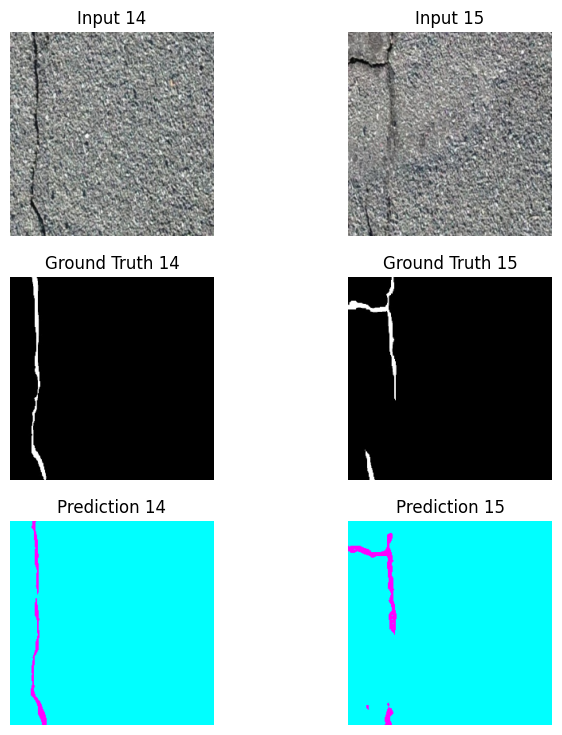 Input 14
Input 15
Ground Truth 14
Ground Truth 15
Prediction 14
Prediction 15